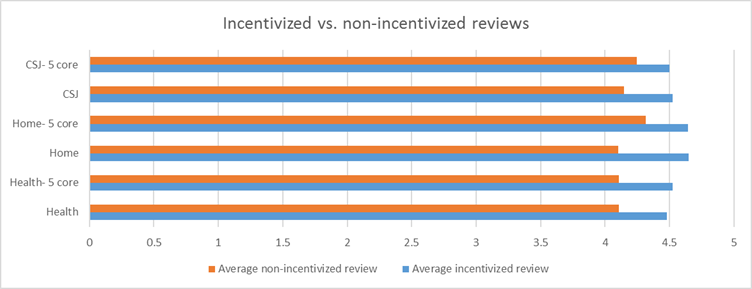 Incentivized vs. non-incentivized reviews
CSJ- 5 core
CSJ
Home- 5 core
Home
Health- 5 core
Health
0 0.5 1 1.5 2 2.5 3 3.5 4 4.5 5
Average non-incentivized review Average incentivized review